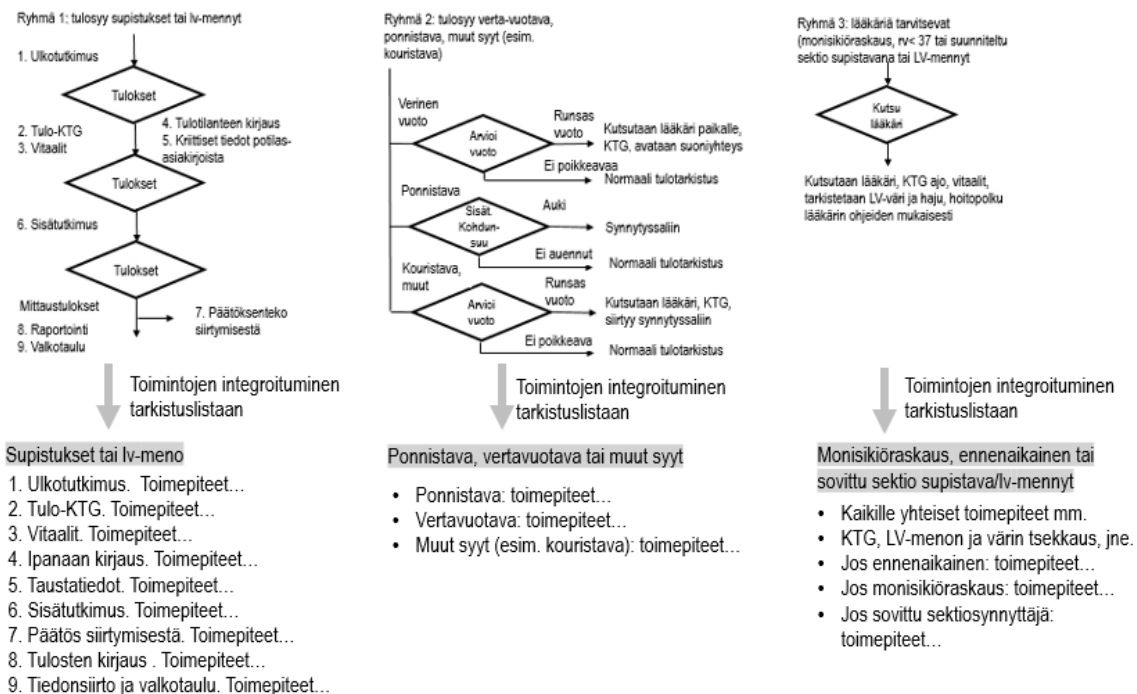 Ryhmä 1: tulosyy supistukset tai lv-mennyt
1. Ulkotutkimus
Tulokset
2. Tulo-KTG
3. Vitaalit
4. Tulotilanteen kirjaus
5. Kriittiset tiedot potilas-
asiakirjoista
Tulokset
6. Sisätutkimus
Tulokset
Mittaustulokset
7. Päätöksenteko
siirtymisestä
8. Raportointi
9. Valkotaulu
Toimintojen integroituminen
tarkistuslistaan
Supistukset tai lv-meno
1. Ulkotutkimus. Toimepiteet…
2. Tulo-KTG. Toimepiteet…
3. Vitaalit. Toimepiteet…
4. Ipanaan kirjaus. Toimepiteet…
5. Taustatiedot. Toimepiteet…
6. Sisätutkimus. Toimepiteet…
7. Päätös siirtymisestä. Toimepiteet…
8. Tulosten kirjaus . Toimepiteet…
9. Tiedonsiirto ja valkotaulu. Toimepiteet…
Ryhmä 2: tulosyy verta-vuotava,
ponnistava, muut syyt (esim.
kouristava)
Verinen
vuoto
Arvioi
vuoto
Runsas
vuoto
Kutsutaan lääkäri paikalle,
KTG, avataan suoniyhteys
Ei poikkeavaa
Normaali tulotarkistus
Ponnistava
Sisät.
Kohdun-
suu
Auki
Synnytyssaliin
Ei auennut
Normaali tulotarkistus
Kouristava,
muut
Arvioi
vuoto
Runsas
vuoto
Kutsutaan lääkäri, KTG,
siirtyy synnytyssaliin
Ei poikkeava
Normaali tulotarkistus
Toimintojen integroituminen
tarkistuslistaan
Ponnistava, vertavuotava tai muut syyt
• Ponnistava: toimepiteet…
• Vertavuotava: toimepiteet…
• Muut syyt (esim. kouristava): toimepiteet…
Ryhmä 3: lääkäriä tarvitsevat
(monisikiöraskaus, rv< 37 tai suunniteltu
sektio supistavana tai LV-mennyt)
Kutsu
lääkäri
Kutsutaan lääkäri, KTG ajo, vitaalit,
tarkistetaan LV-väri ja haju, hoitopolku
lääkärin ohjeiden mukaisesti
Toimintojen integroituminen
tarkistuslistaan
Monisikiöraskaus, ennenaikainen tai
sovittu sektio supistava/lv-mennyt
• Kaikille yhteiset toimepiteet mm.
• KTG, LV-menon ja värin tsekkaus, jne.
• Jos ennenaikainen: toimepiteet…
• Jos monisikiöraskaus: toimepiteet…
• Jos sovittu sektiosynnyttäjä:
toimepiteet…